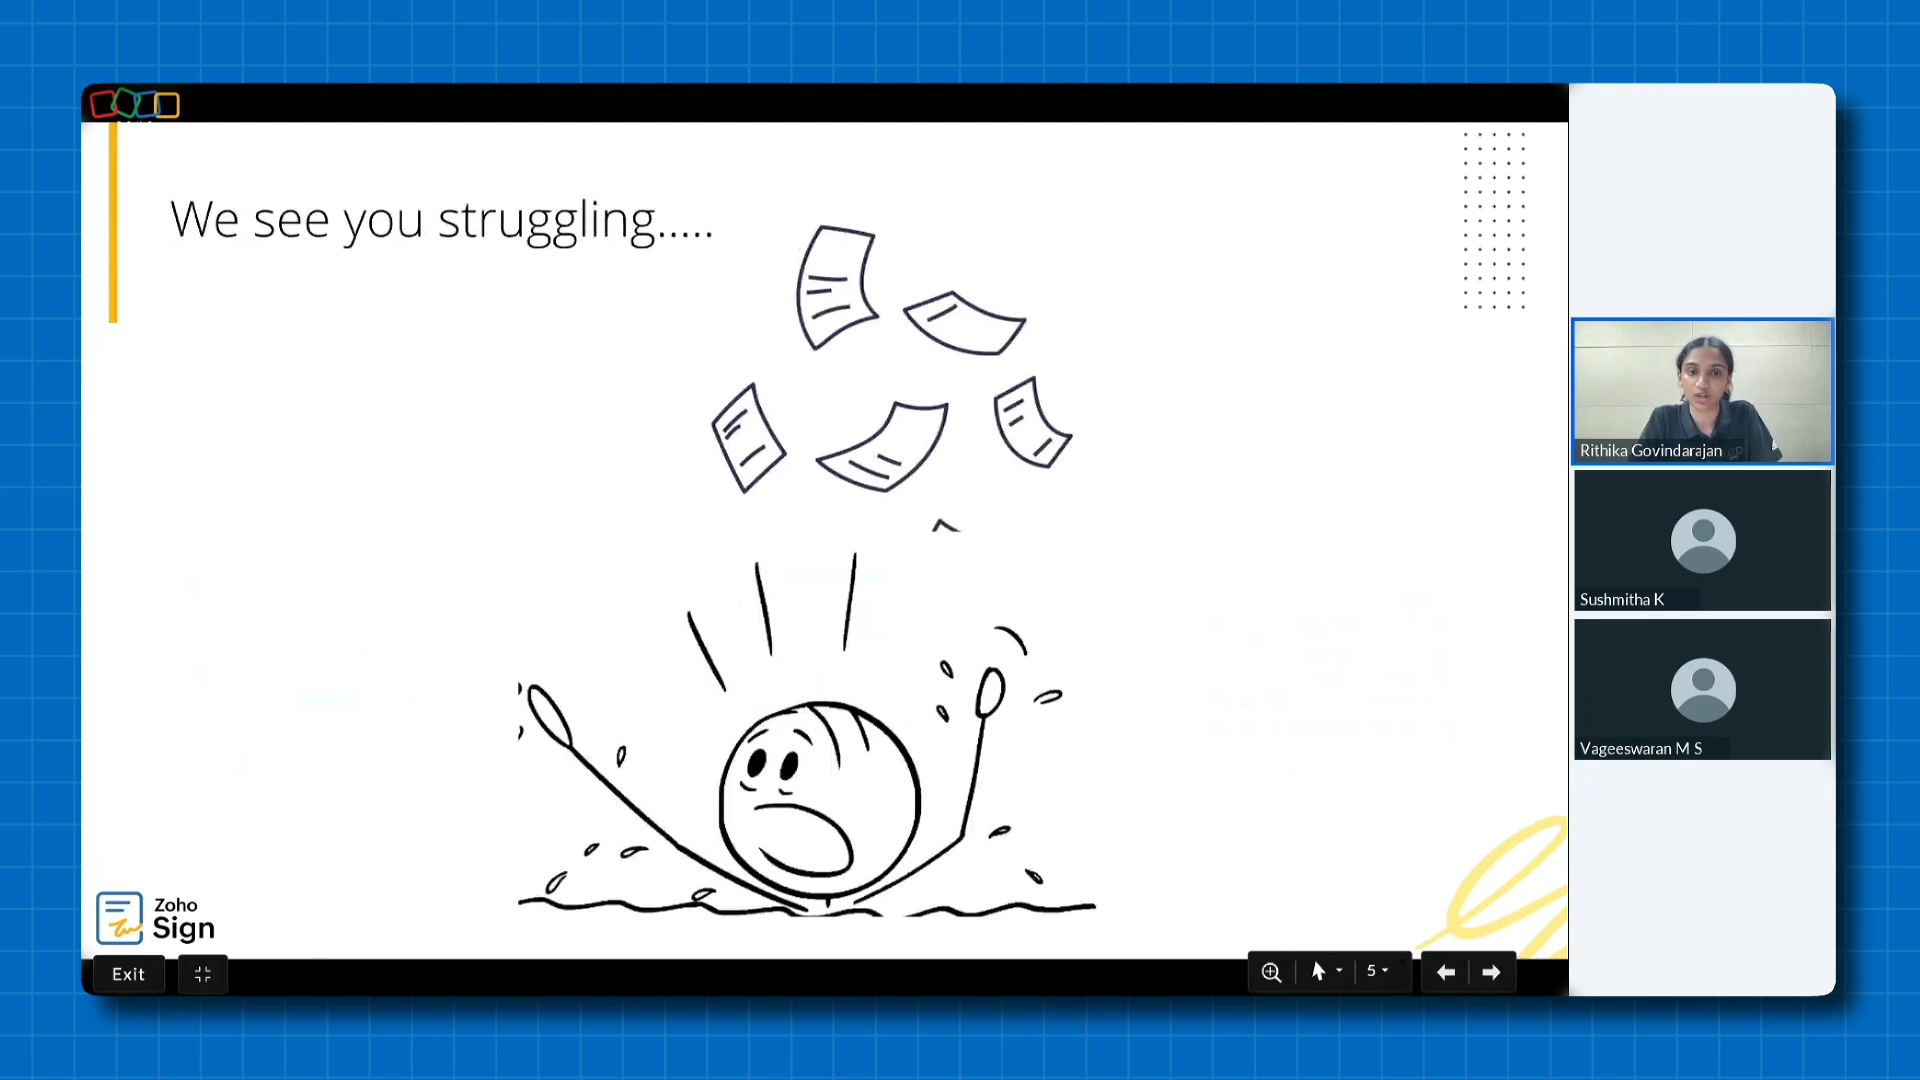 We see you struggling.....
Rithika Govindarajan
Sushmitha K
Vageeswaran M S
Zoho
Sign
Exit
5